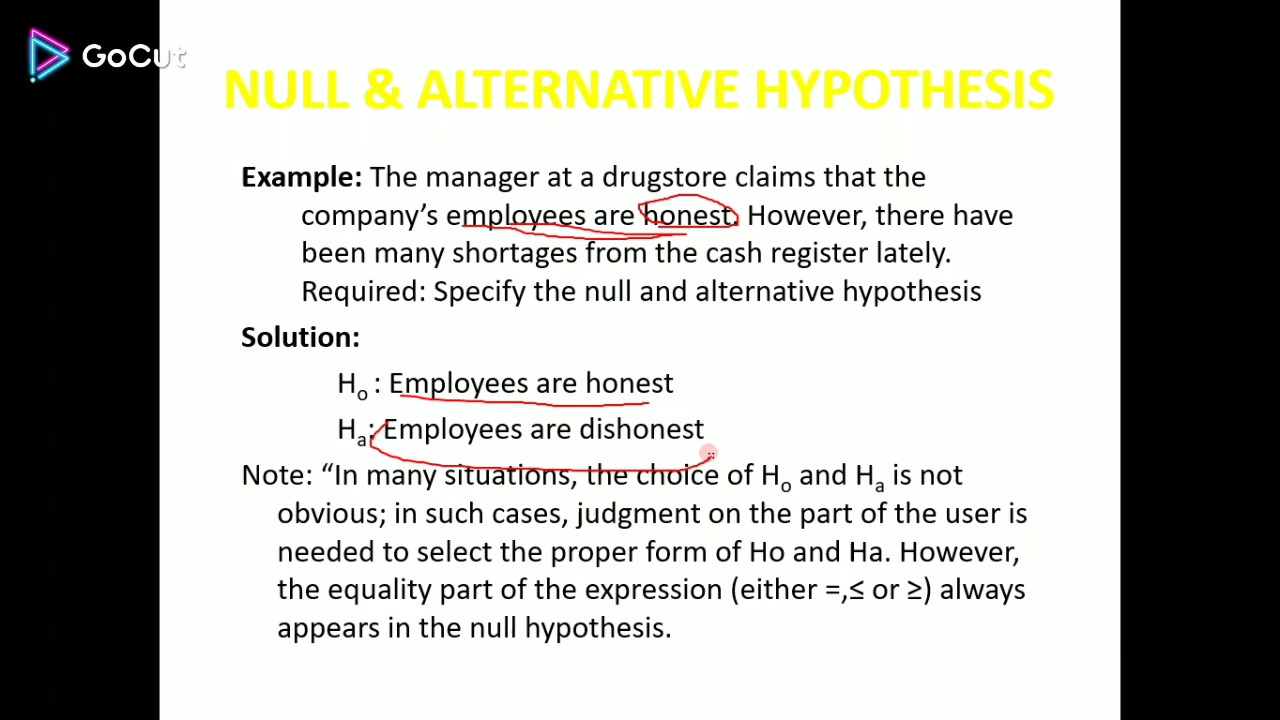 GoCut
NULL & ALTERNATIVE HYPOTHESIS
Example: The manager at a drugstore claims that the
company’s employees are honest. However, there have
been many shortages from the cash register lately.
Required: Specify the null and alternative hypothesis
Solution:
Ho : Employees are honest
Ha: Employees are dishonest
Note: “In many situations, the choice of Ho and Ha is not
obvious; in such cases, judgment on the part of the user is
needed to select the proper form of Ho and Ha. However,
the equality part of the expression (either =,≤ or ≥) always
appears in the null hypothesis.